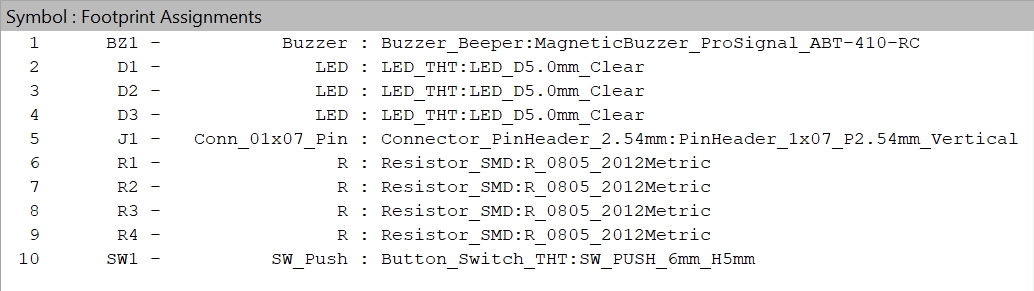 Symbol : Footprint Assignments
1 BZ1 - Buzzer : Buzzer_Beeper:MagneticBuzzer_ProSignal_ABT-410-RC
2 D1 - LED : LED_THT:LED_D5.0mm_Clear
3 D2 - LED : LED_THT:LED_D5.0mm_Clear
4 D3 - LED : LED_THT:LED_D5.0mm_Clear
5 J1 - Conn_01x07_Pin : Connector_PinHeader_2.54mm:PinHeader_1x07_P2.54mm_Vertical
6 R1 - R : Resistor_SMD:R_0805_2012Metric
7 R2 - R : Resistor_SMD:R_0805_2012Metric
8 R3 - R : Resistor_SMD:R_0805_2012Metric
9 R4 - R : Resistor_SMD:R_0805_2012Metric
10 SW1 - SW_Push : Button_Switch_THT:SW_PUSH_6mm_H5mm